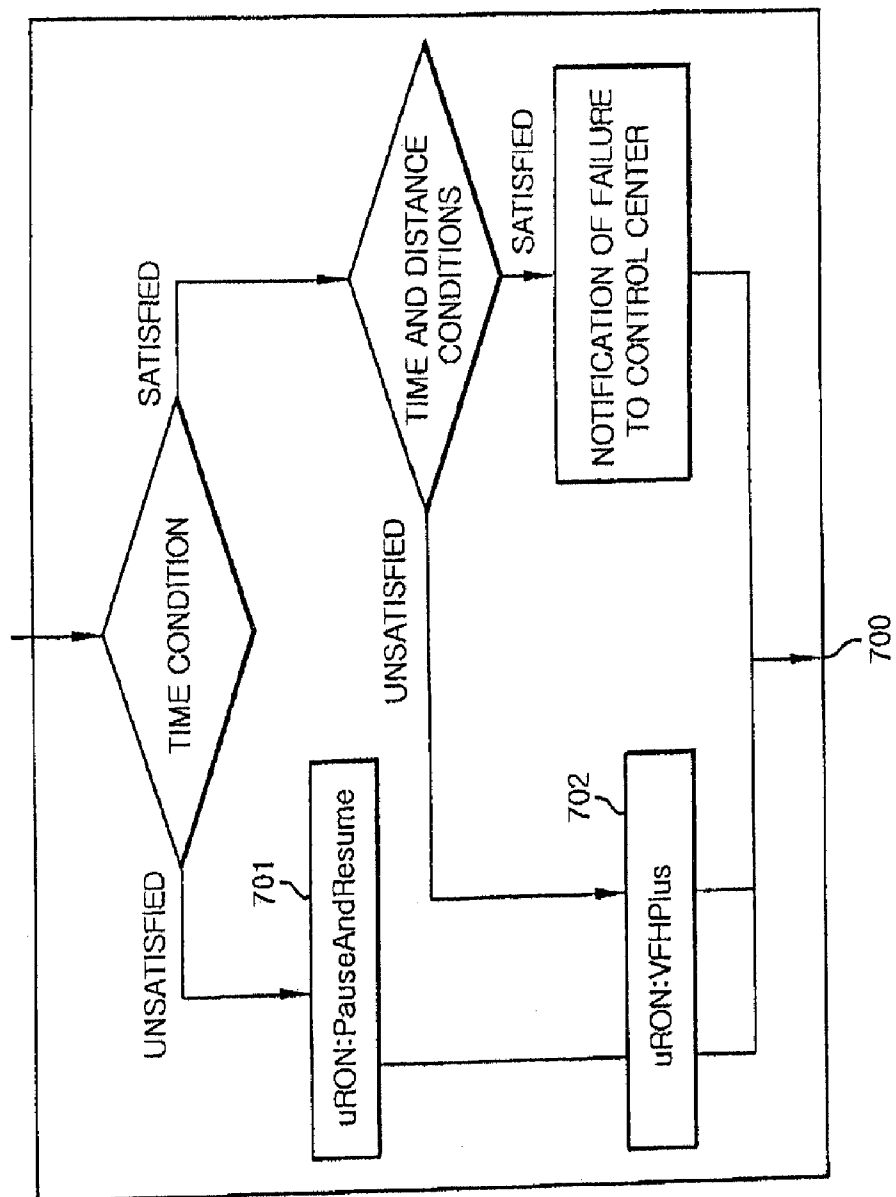 TIME CONDITION
UNSATISFIED
SATISFIED
701
uRON:PauseAndResume
TIME AND DISTANCE
CONDITIONS
UNSATISFIED
SATISFIED
702
uRON:VFHPlus
NOTIFICATION OF FAILURE
TO CONTROL CENTER
700